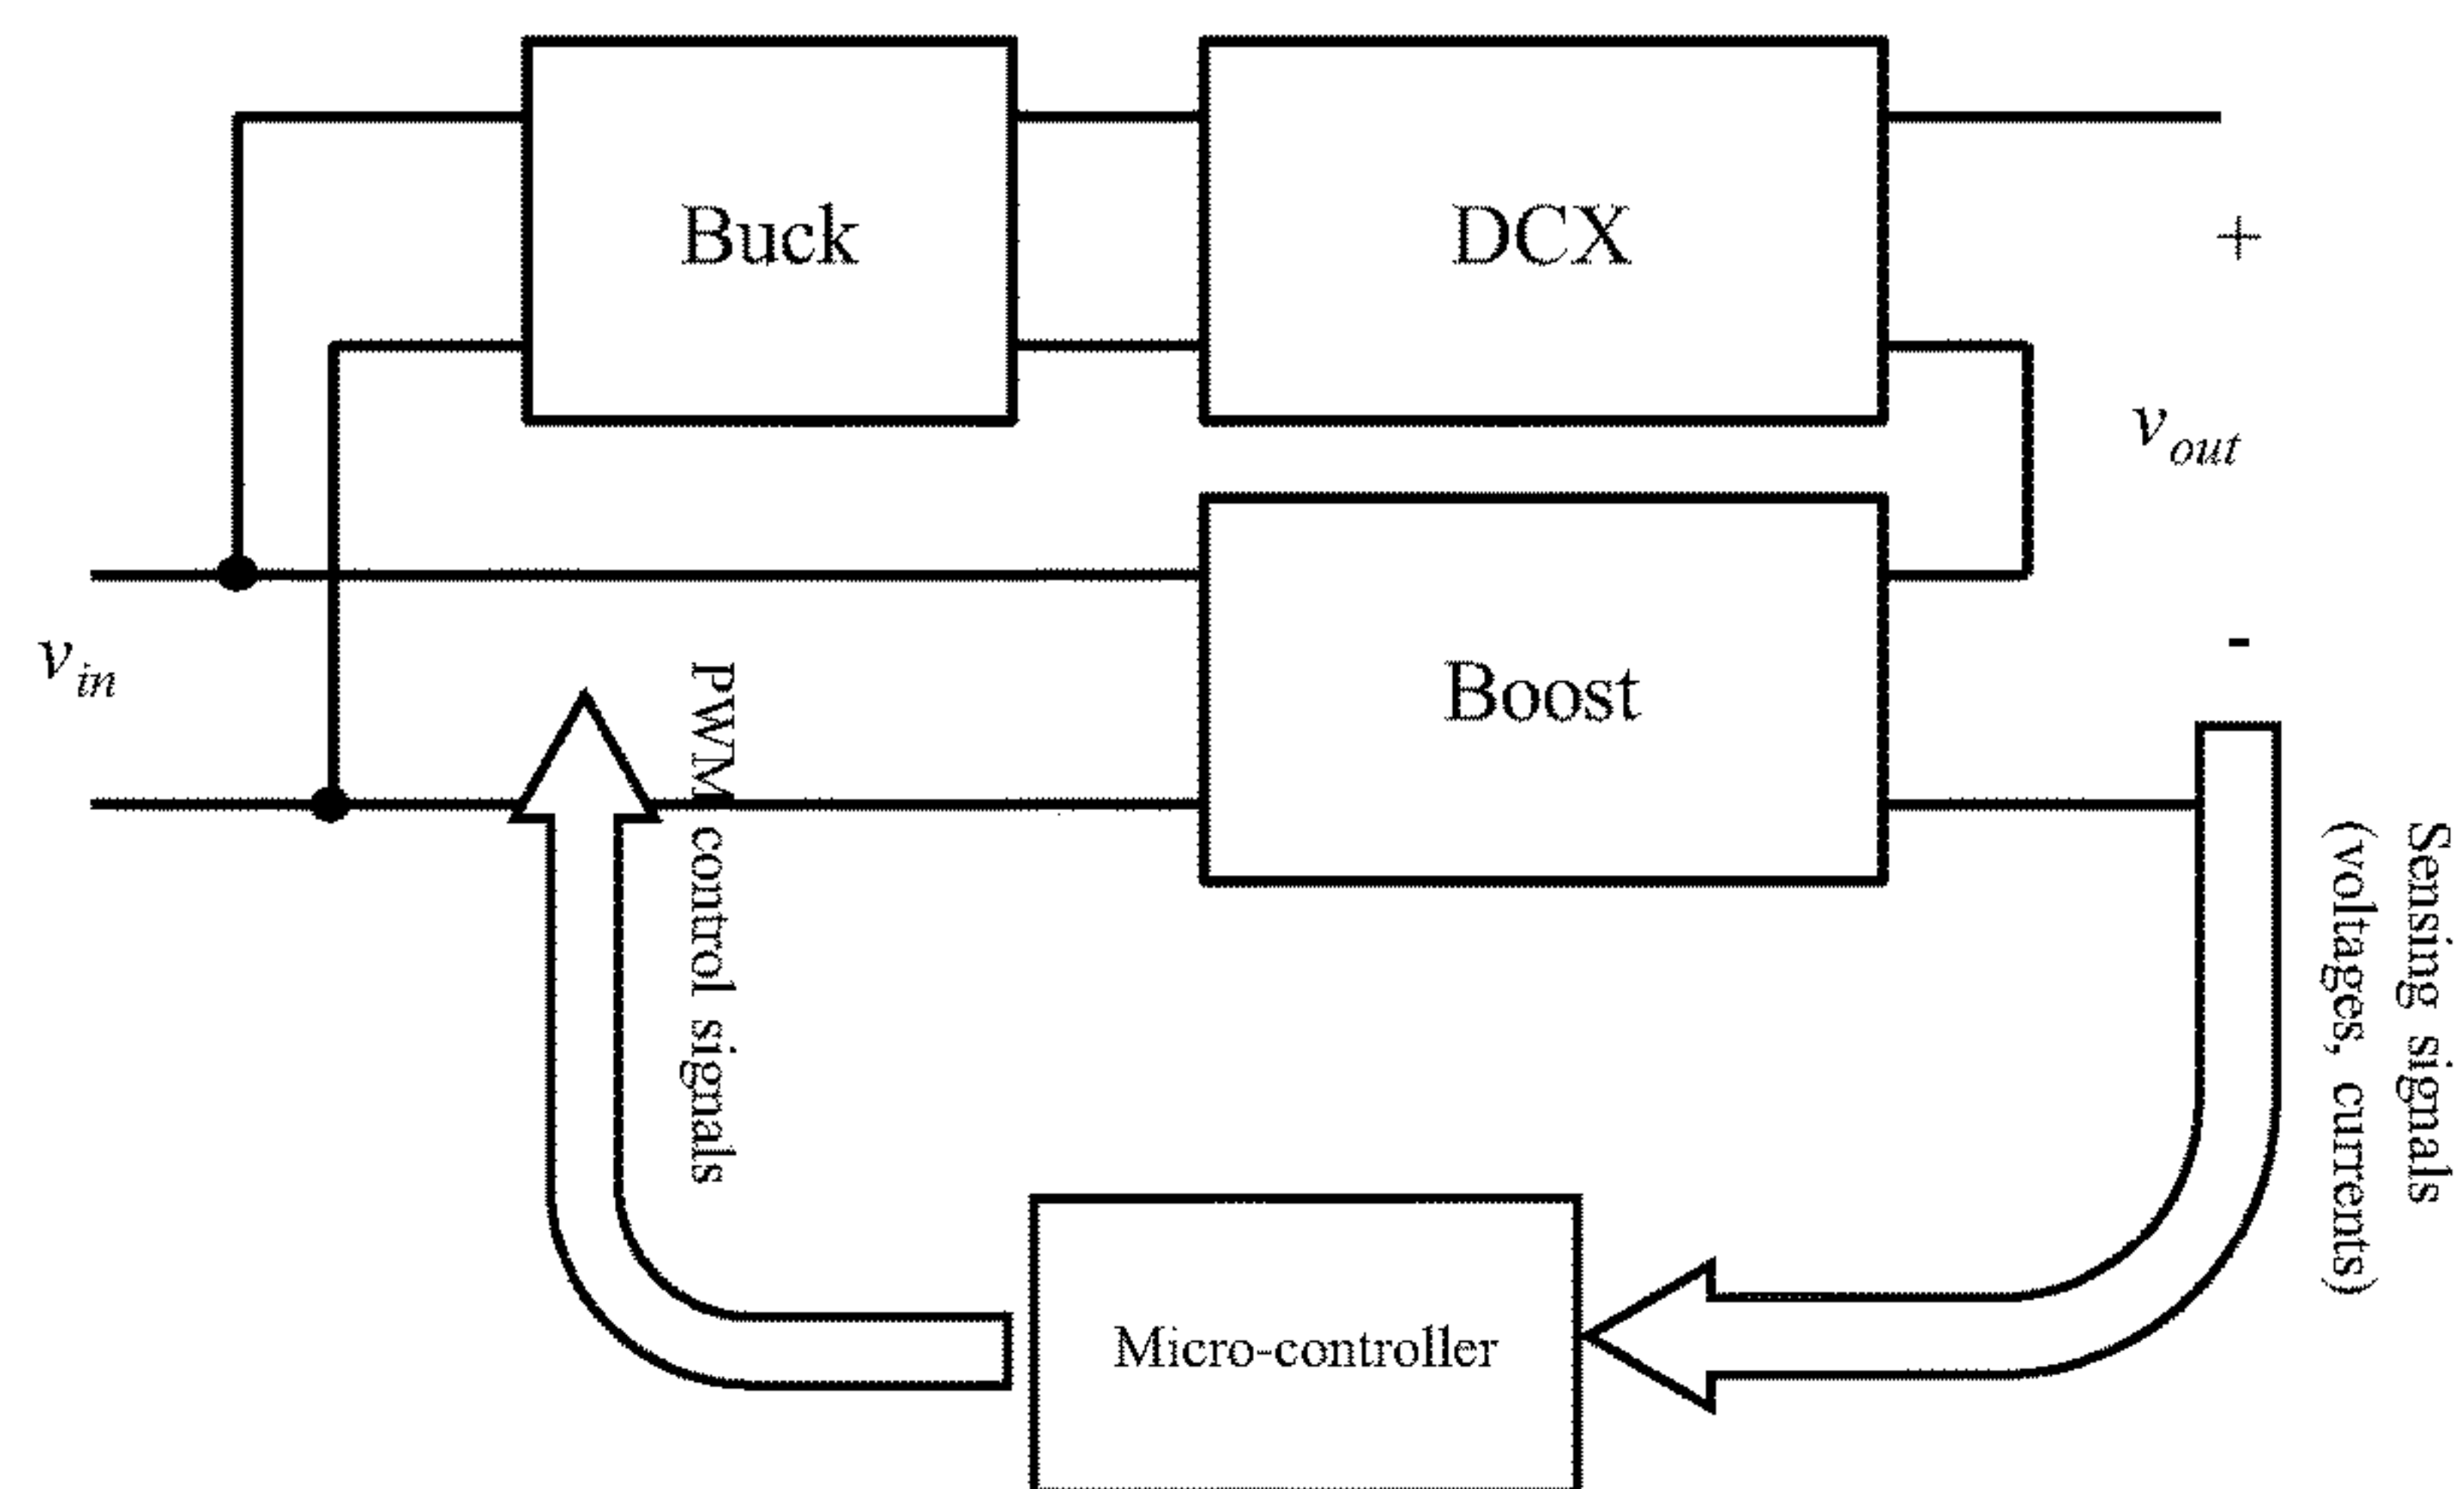 Buck
DCX
+
v_out
Boost
-
v_in
PWM control signals
Sensing signals
(voltages, currents)
Micro-controller